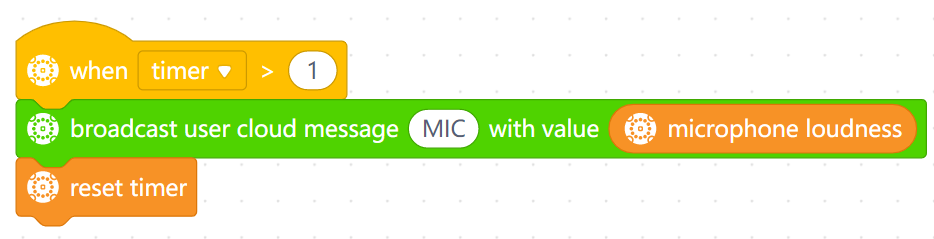 when timer > 1
broadcast user cloud message MIC with value microphone loudness
reset timer